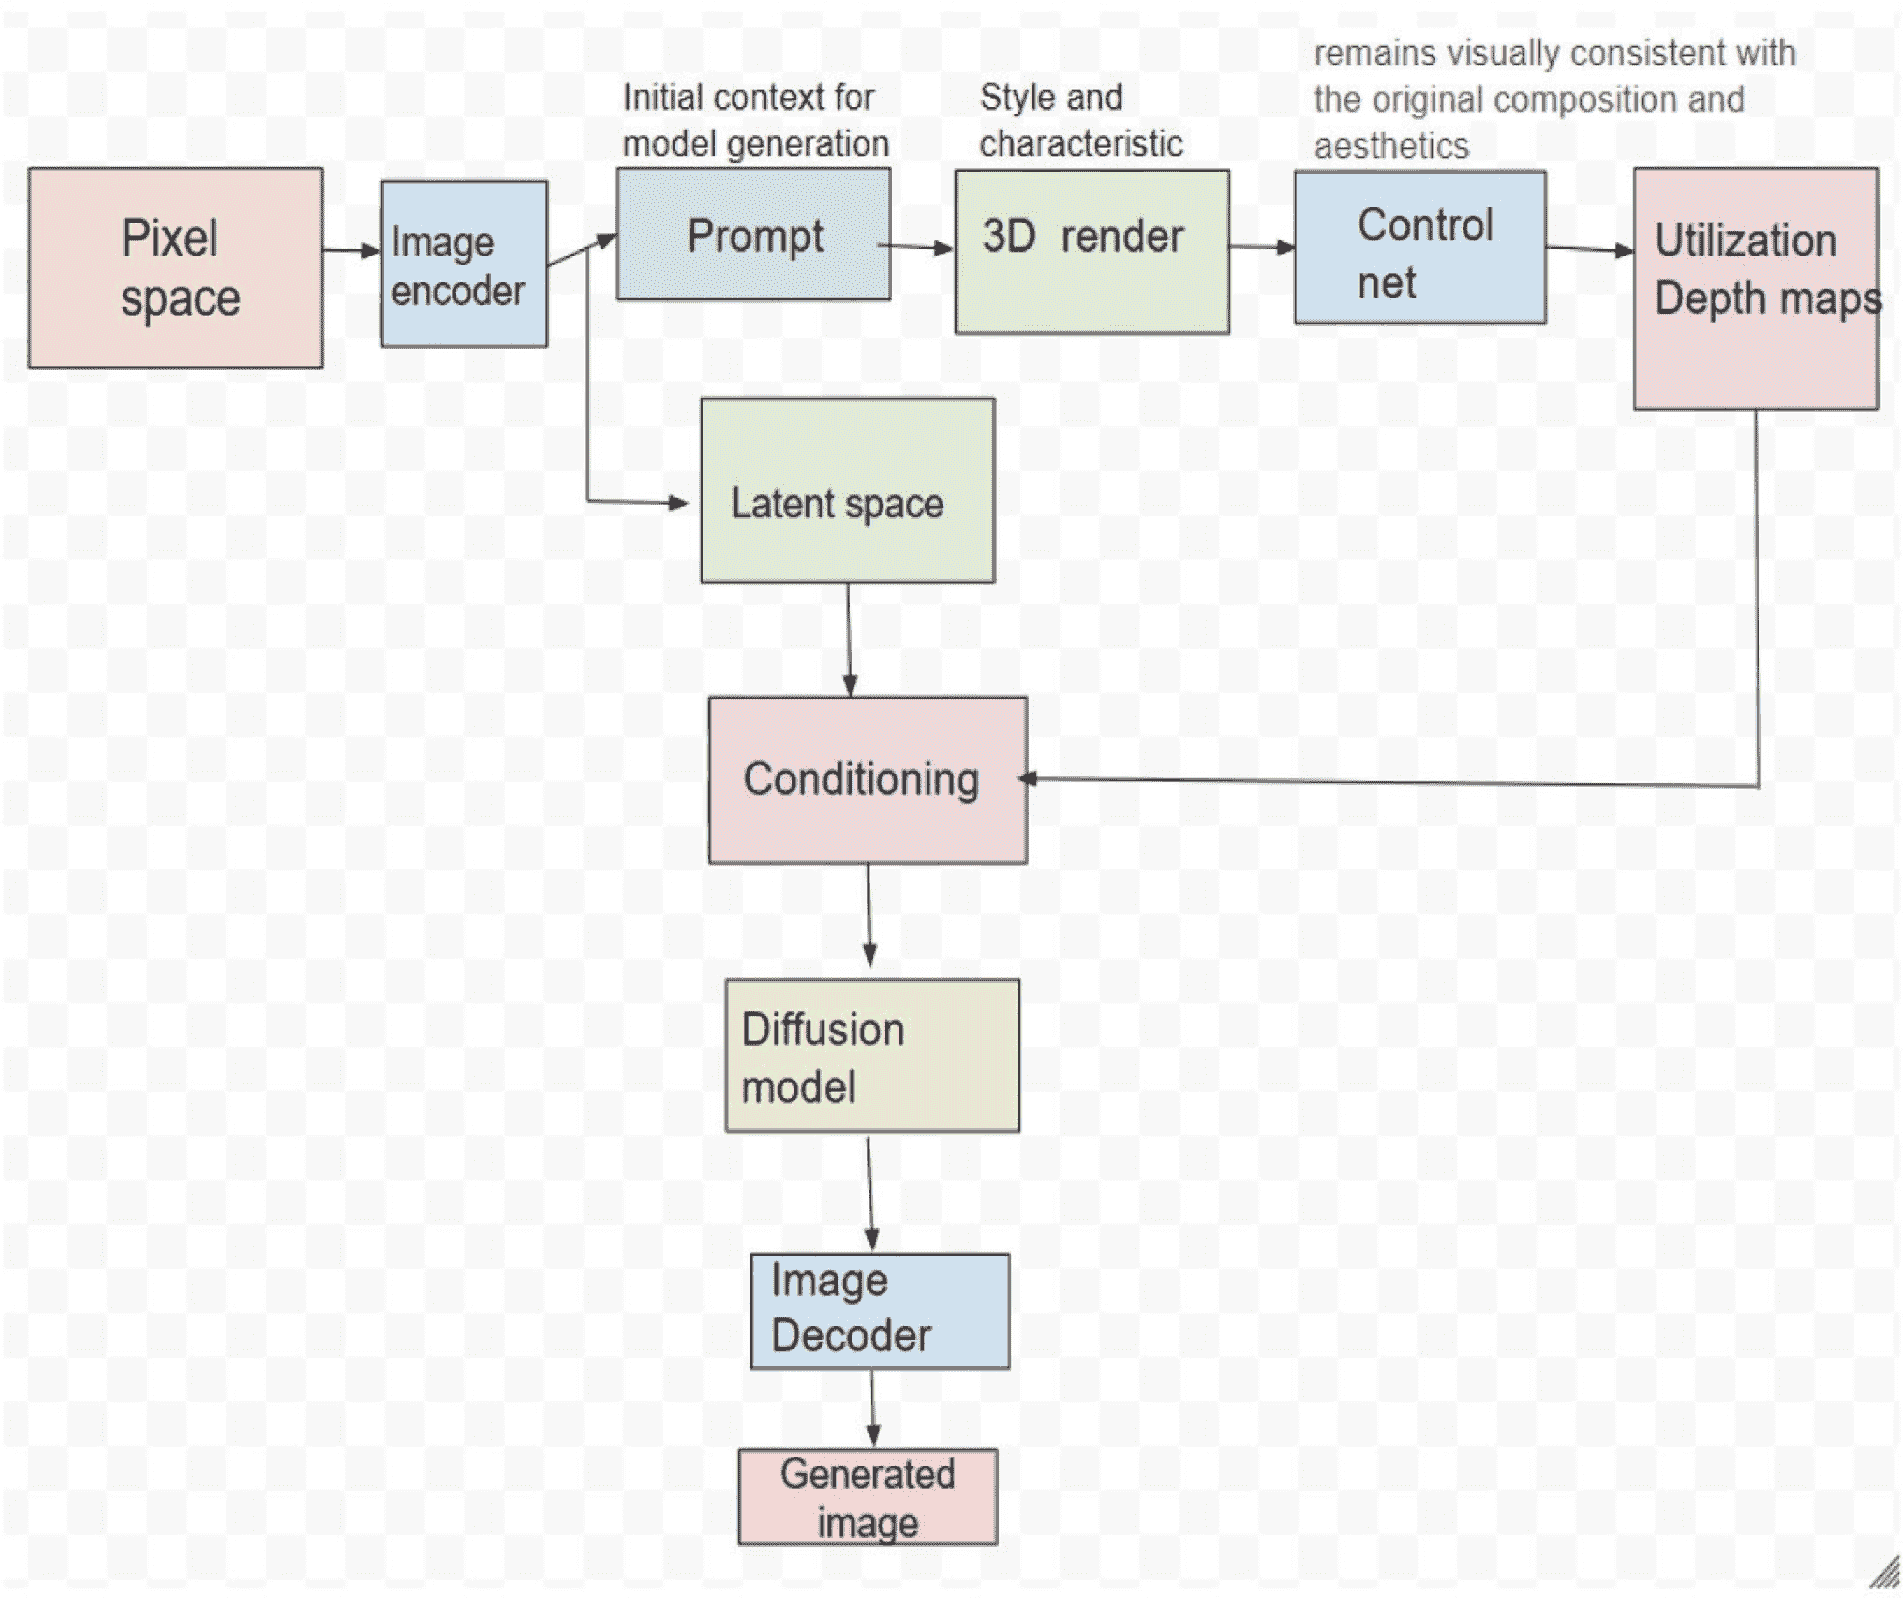 remains visually consistent with
the original composition and
aesthetics
Initial context for
model generation
Style and
characteristic
Pixel
space
Image
encoder
Prompt
3D render
Control
net
Utilization
Depth maps
Latent space
Conditioning
Diffusion
model
Image
Decoder
Generated
image